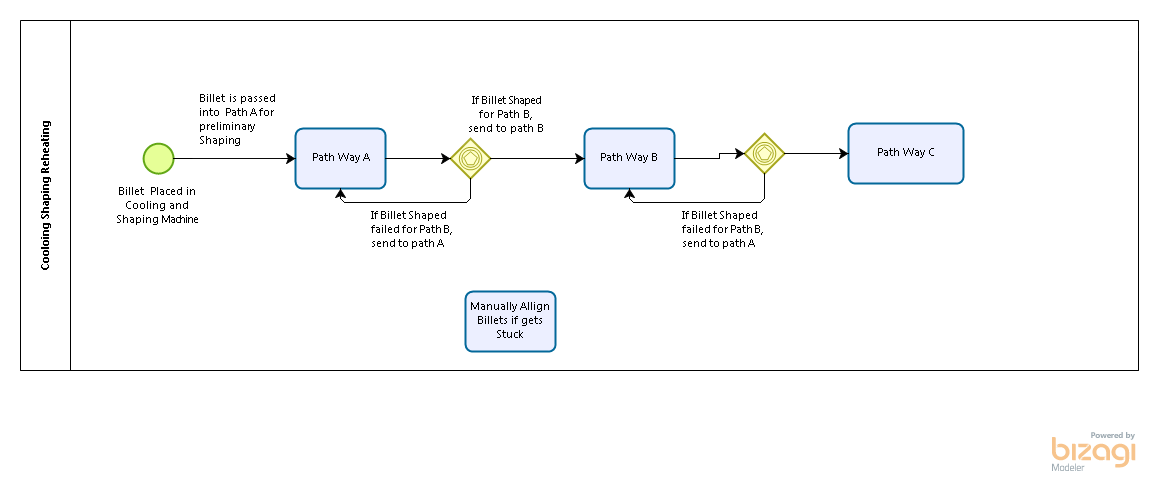 Cooloing Shaping Reheating
Billet is passed
into Path A for
preliminary
Shaping
Billet Placed in
Cooling and
Shaping Machine
Path Way A
If Billet Shaped
for Path B,
send to path B
If Billet Shaped
failed for Path B,
send to path A
Path Way B
If Billet Shaped
failed for Path B,
send to path A
Path Way C
Manually Allign
Billets if gets
Stuck
Powered by
bizagi
Modeler